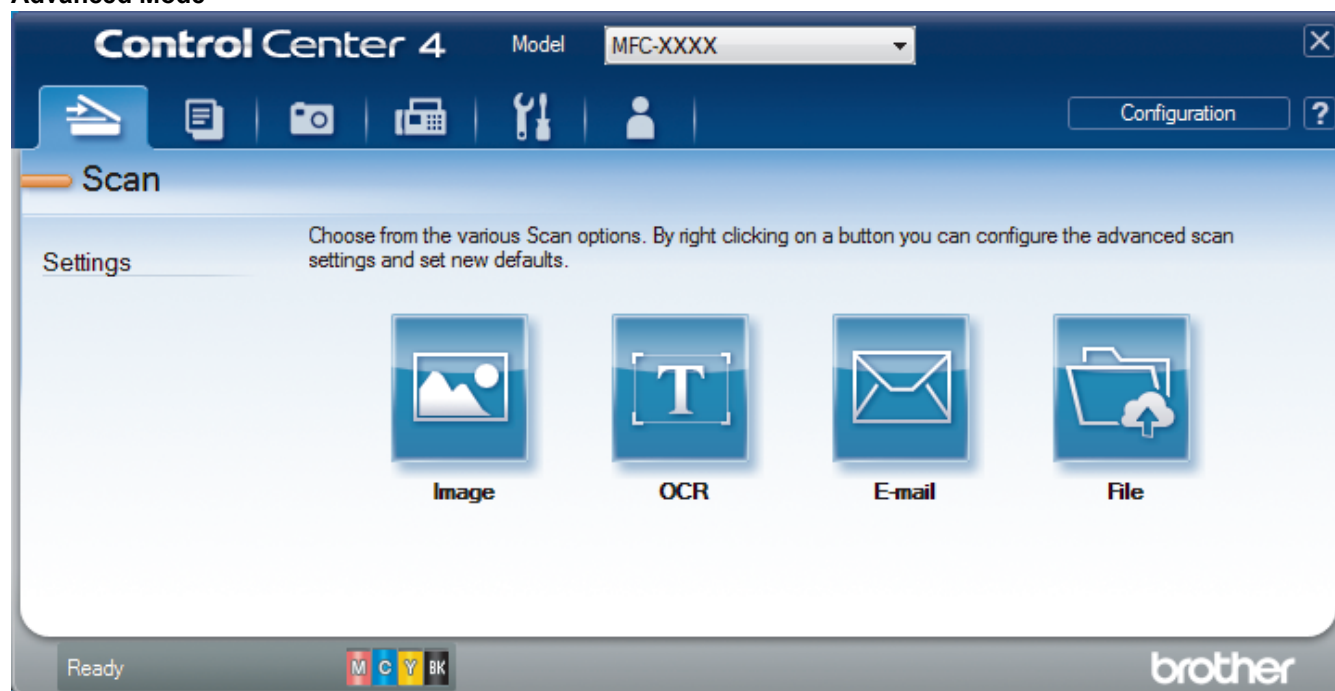 Advanced Mode
Control Center 4 Model MFC-XXXX
Configuration ?
Scan
Settings
Choose from the various Scan options. By right clicking on a button you can configure the advanced scan
settings and set new defaults.
T
Image OCR E-mail File
Ready M C Y BK brother